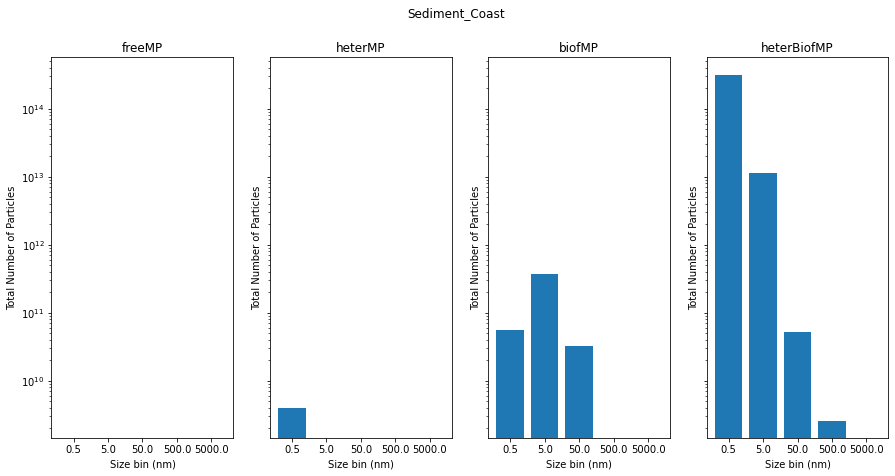 Sediment_Coast
freeMP
heterMP
biofMP
heterBiofMP
Total Number of Particles
10^14
10^13
10^12
10^11
10^10
0.5 5.0 50.0 500.0 5000.0
Size bin (nm)
Total Number of Particles
0.5 5.0 50.0 500.0 5000.0
Size bin (nm)
Total Number of Particles
0.5 5.0 50.0 500.0 5000.0
Size bin (nm)
Total Number of Particles
0.5 5.0 50.0 500.0 5000.0
Size bin (nm)